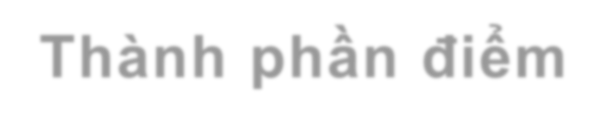 Thành phần điểm